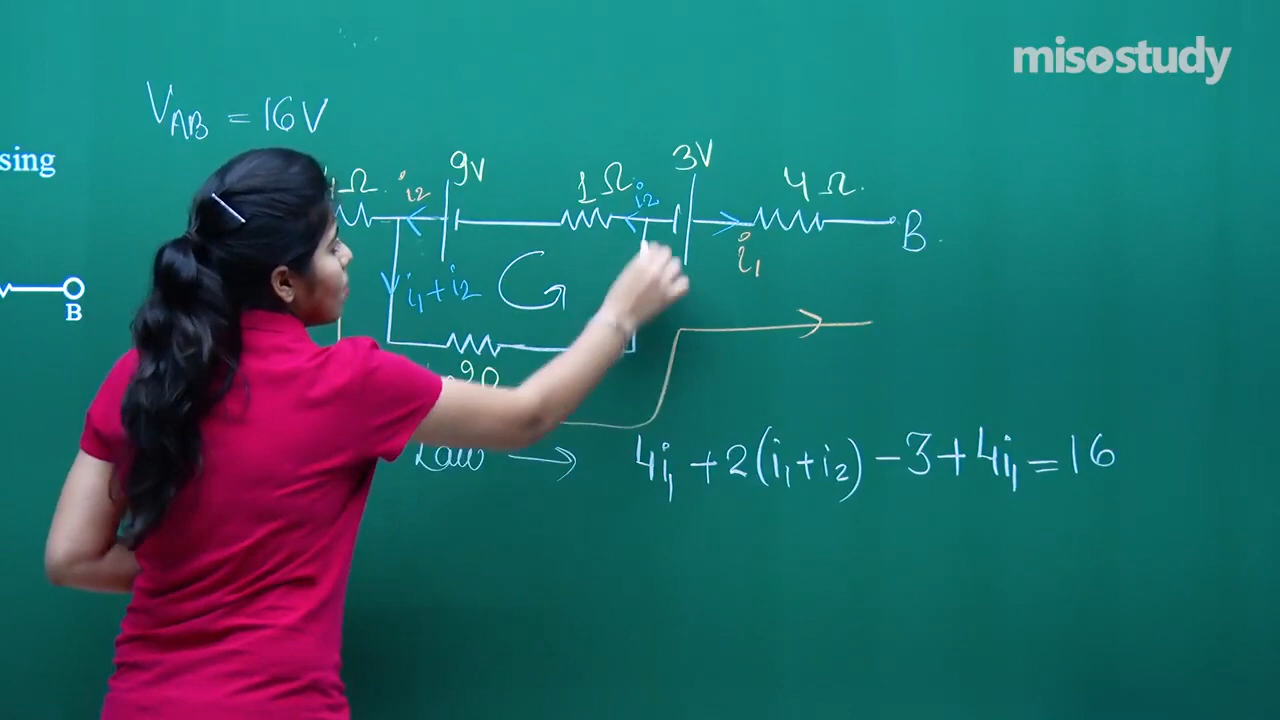 misostudy
V_AB = 16V
sing
Ω
i₂
9V
1Ω
i₂
3V
4Ω
B
i₁
B
i₁+i₂
Law → 4i₁ + 2(i₁+i₂) − 3 + 4i₁ = 16